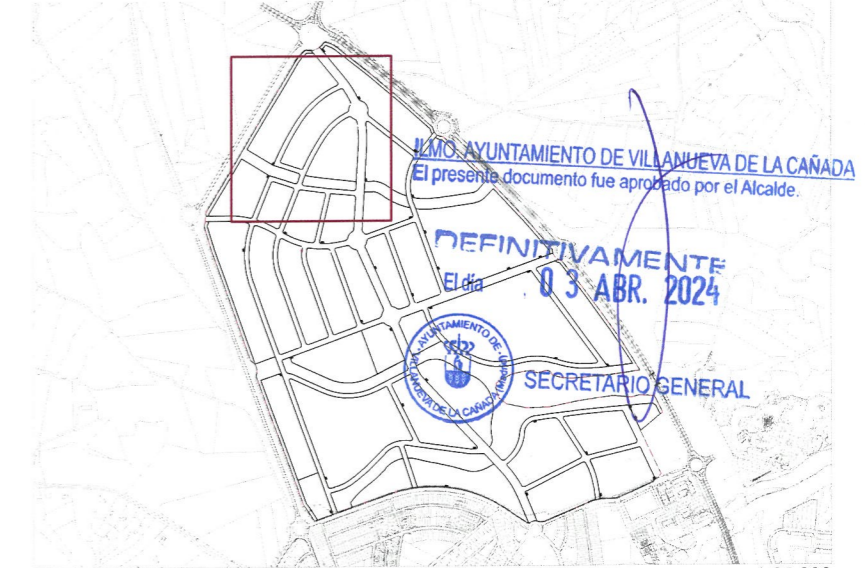 ILMO. AYUNTAMIENTO DE VILLANUEVA DE LA CAÑADA
El presente documento fue aprobado por el Alcalde.
DEFINITIVAMENTE
El día 03 ABR. 2024
AYUNTAMIENTO DE
VILLANUEVA DE LA CAÑADA (Madrid)
SECRETARIO GENERAL